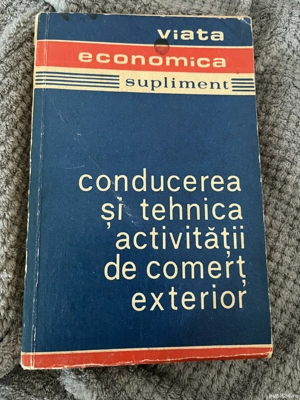 viata
economica
supliment
conducerea
și tehnica
activității
de comerț
exterior